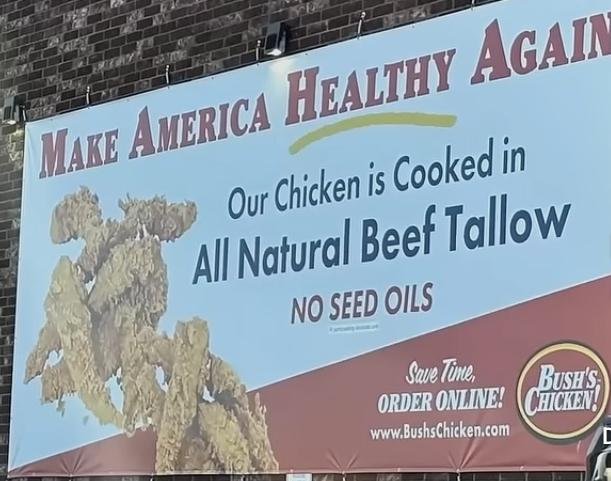 MAKE AMERICA HEALTHY AGAIN
Our Chicken is Cooked in
All Natural Beef Tallow
NO SEED OILS
Save Time,
ORDER ONLINE!
www.BushsChicken.com
BUSH'S
CHICKEN!
D